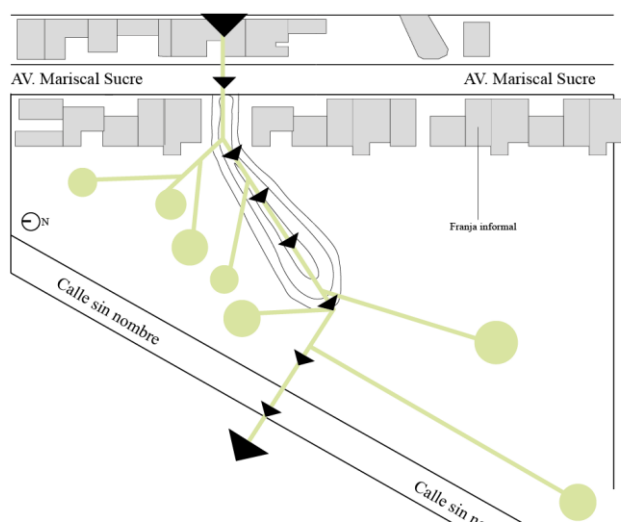 AV. Mariscal Sucre
AV. Mariscal Sucre
N
Franja informal
Calle sin nombre
Calle sin